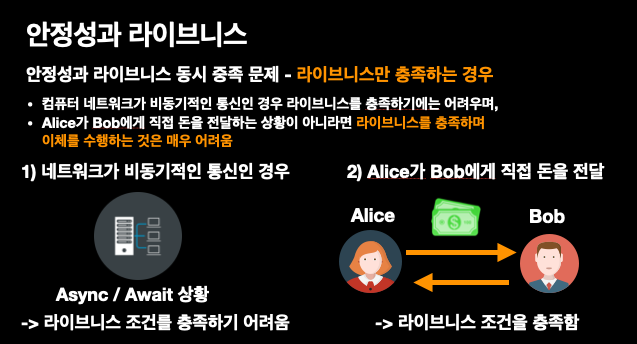 안정성과 라이브니스
안정성과 라이브니스 동시 중족 문제 - 라이브니스만 충족하는 경우
• 컴퓨터 네트워크가 비동기적인 통신인 경우 라이브니스를 충족하기에는 어려우며,
• Alice가 Bob에게 직접 돈을 전달하는 상황이 아니라면 라이브니스를 충족하며
이체를 수행하는 것은 매우 어려움
1) 네트워크가 비동기적인 통신인 경우
2) Alice가 Bob에게 직접 돈을 전달
Alice
Bob
Async / Await 상황
-> 라이브니스 조건를 충족하기 어려움
-> 라이브니스 조건을 충족함